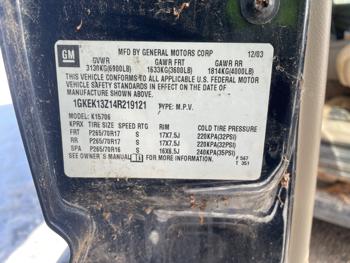 GM
MFD. BY GENERAL MOTORS CORP 12/03
GVWR GAWR FRT GAWR RR
3130KG(6900LB) 1633KG(3600LB) 1814KG(4000LB)
THIS VEHICLE CONFORMS TO ALL APPLICABLE U.S. FEDERAL
MOTOR VEHICLE SAFETY STANDARDS IN
EFFECT ON THE DATE OF MANUFACTURE SHOWN ABOVE.
1GKEK13Z14R219121 TYPE: M.P.V.
MODEL: K15706
KPRX TIRE SIZE SPEED RTG RIM COLD TIRE PRESSURE
FRT P265/70R17 S 17X7.5J 220KPA(32PSI)
RR P265/70R17 S 17X7.5J 220KPA(32PSI)
SPA P265/70R16 S 16X6.5J 240KPA(35PSI)
SEE OWNER'S MANUAL INFORMATION F 567
T 351